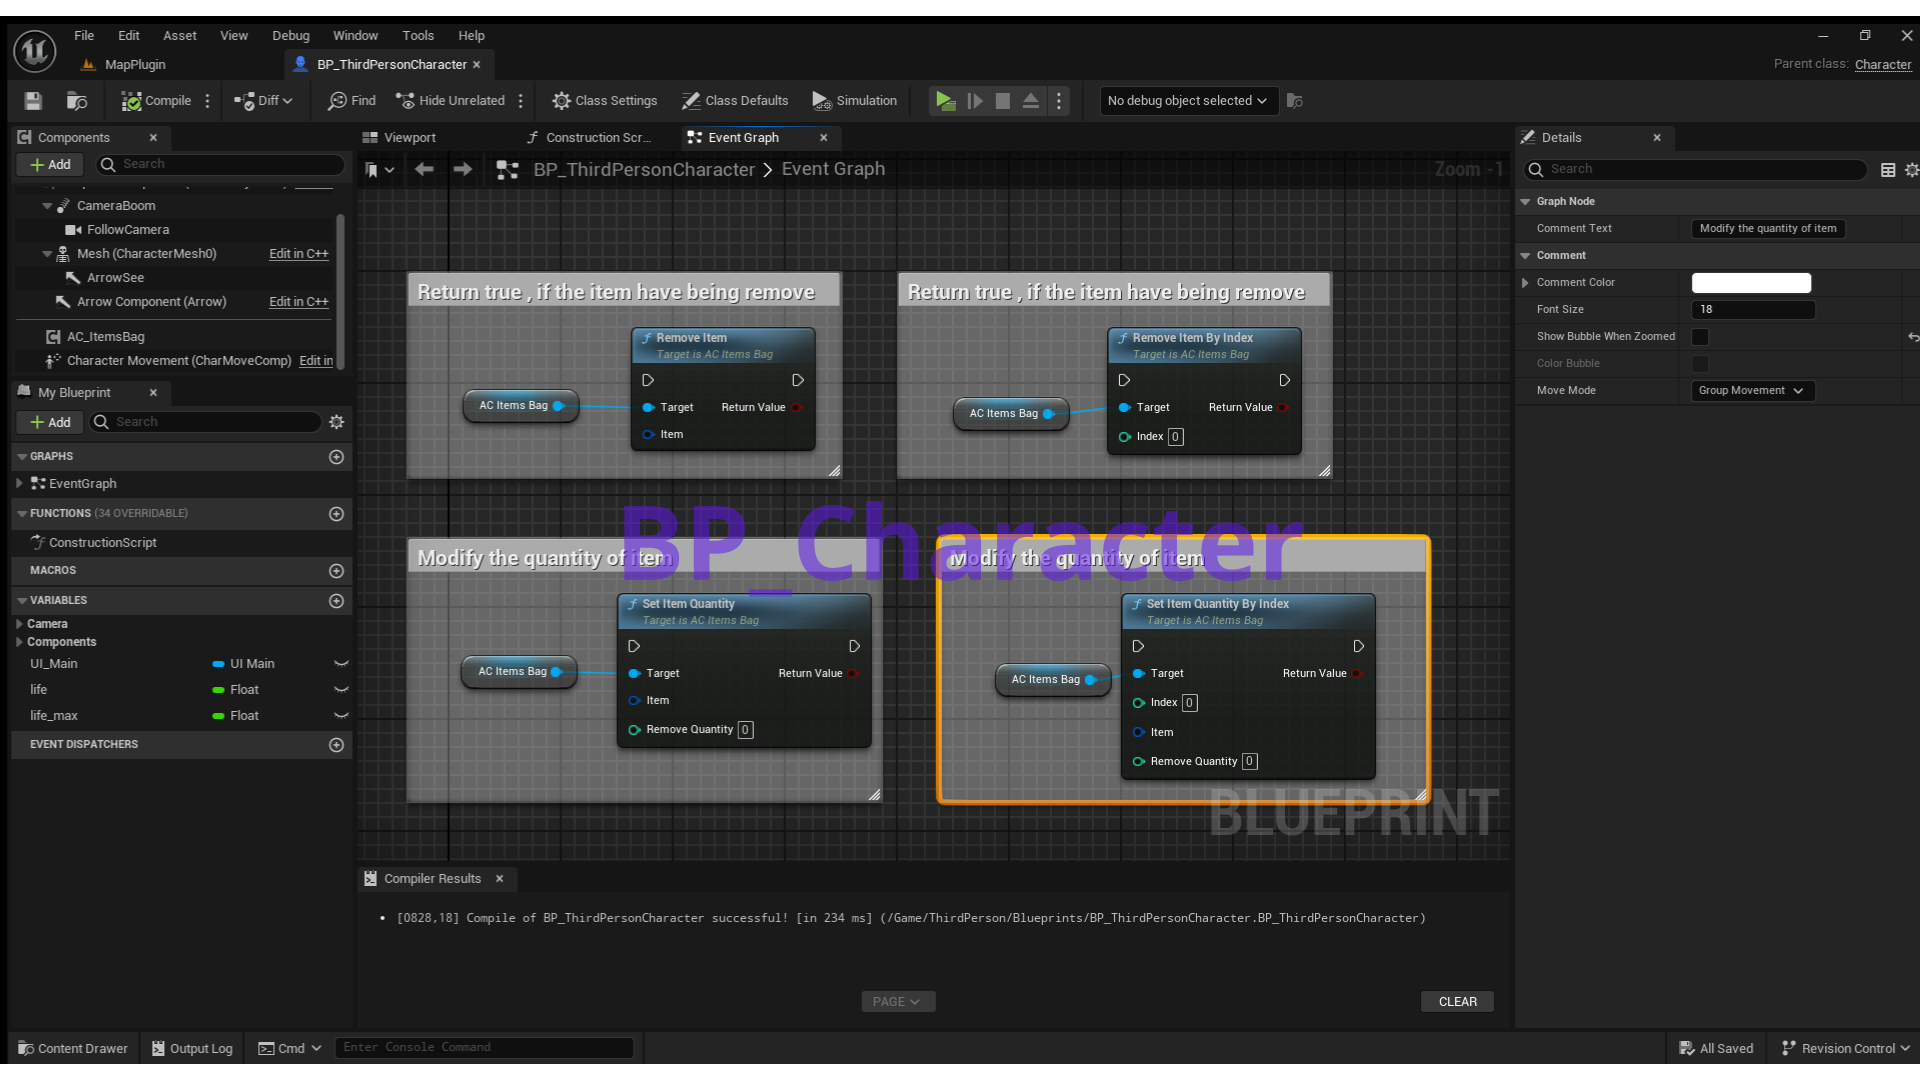 File Edit Asset View Debug Window Tools Help
MapPlugin
BP_ThirdPersonCharacter
Parent class: Character
Compile
Diff
Find
Hide Unrelated
Class Settings
Class Defaults
Simulation
No debug object selected
Components
Add
Search
CameraBoom
FollowCamera
Mesh (CharacterMesh0) Edit in C++
ArrowSee
Arrow Component (Arrow) Edit in C++
AC_ItemsBag
Character Movement (CharMoveComp) Edit in
My Blueprint
Add
Search
GRAPHS
EventGraph
FUNCTIONS (34 OVERRIDABLE)
ConstructionScript
MACROS
VARIABLES
Camera
Components
UI_Main UI Main
life Float
life_max Float
EVENT DISPATCHERS
Viewport
Construction Scr...
Event Graph
BP_ThirdPersonCharacter > Event Graph
Zoom -1
Return true , if the item have being remove
Remove Item
Target is AC Items Bag
AC Items Bag
Target Return Value
Item
Return true , if the item have being remove
Remove Item By Index
Target is AC Items Bag
AC Items Bag
Target Return Value
Index 0
BP_Character
Modify the quantity of item
Set Item Quantity
Target is AC Items Bag
AC Items Bag
Target Return Value
Item
Remove Quantity 0
Modify the quantity of item
Set Item Quantity By Index
Target is AC Items Bag
AC Items Bag
Target Return Value
Index 0
Item
Remove Quantity 0
BLUEPRINT
Compiler Results
• [0828,18] Compile of BP_ThirdPersonCharacter successful! [in 234 ms] (/Game/ThirdPerson/Blueprints/BP_ThirdPersonCharacter.BP_ThirdPersonCharacter)
PAGE
CLEAR
Details
Search
Graph Node
Comment Text Modify the quantity of item
Comment
Comment Color
Font Size 18
Show Bubble When Zoomed
Color Bubble
Move Mode Group Movement
Content Drawer
Output Log
Cmd
Enter Console Command
All Saved
Revision Control